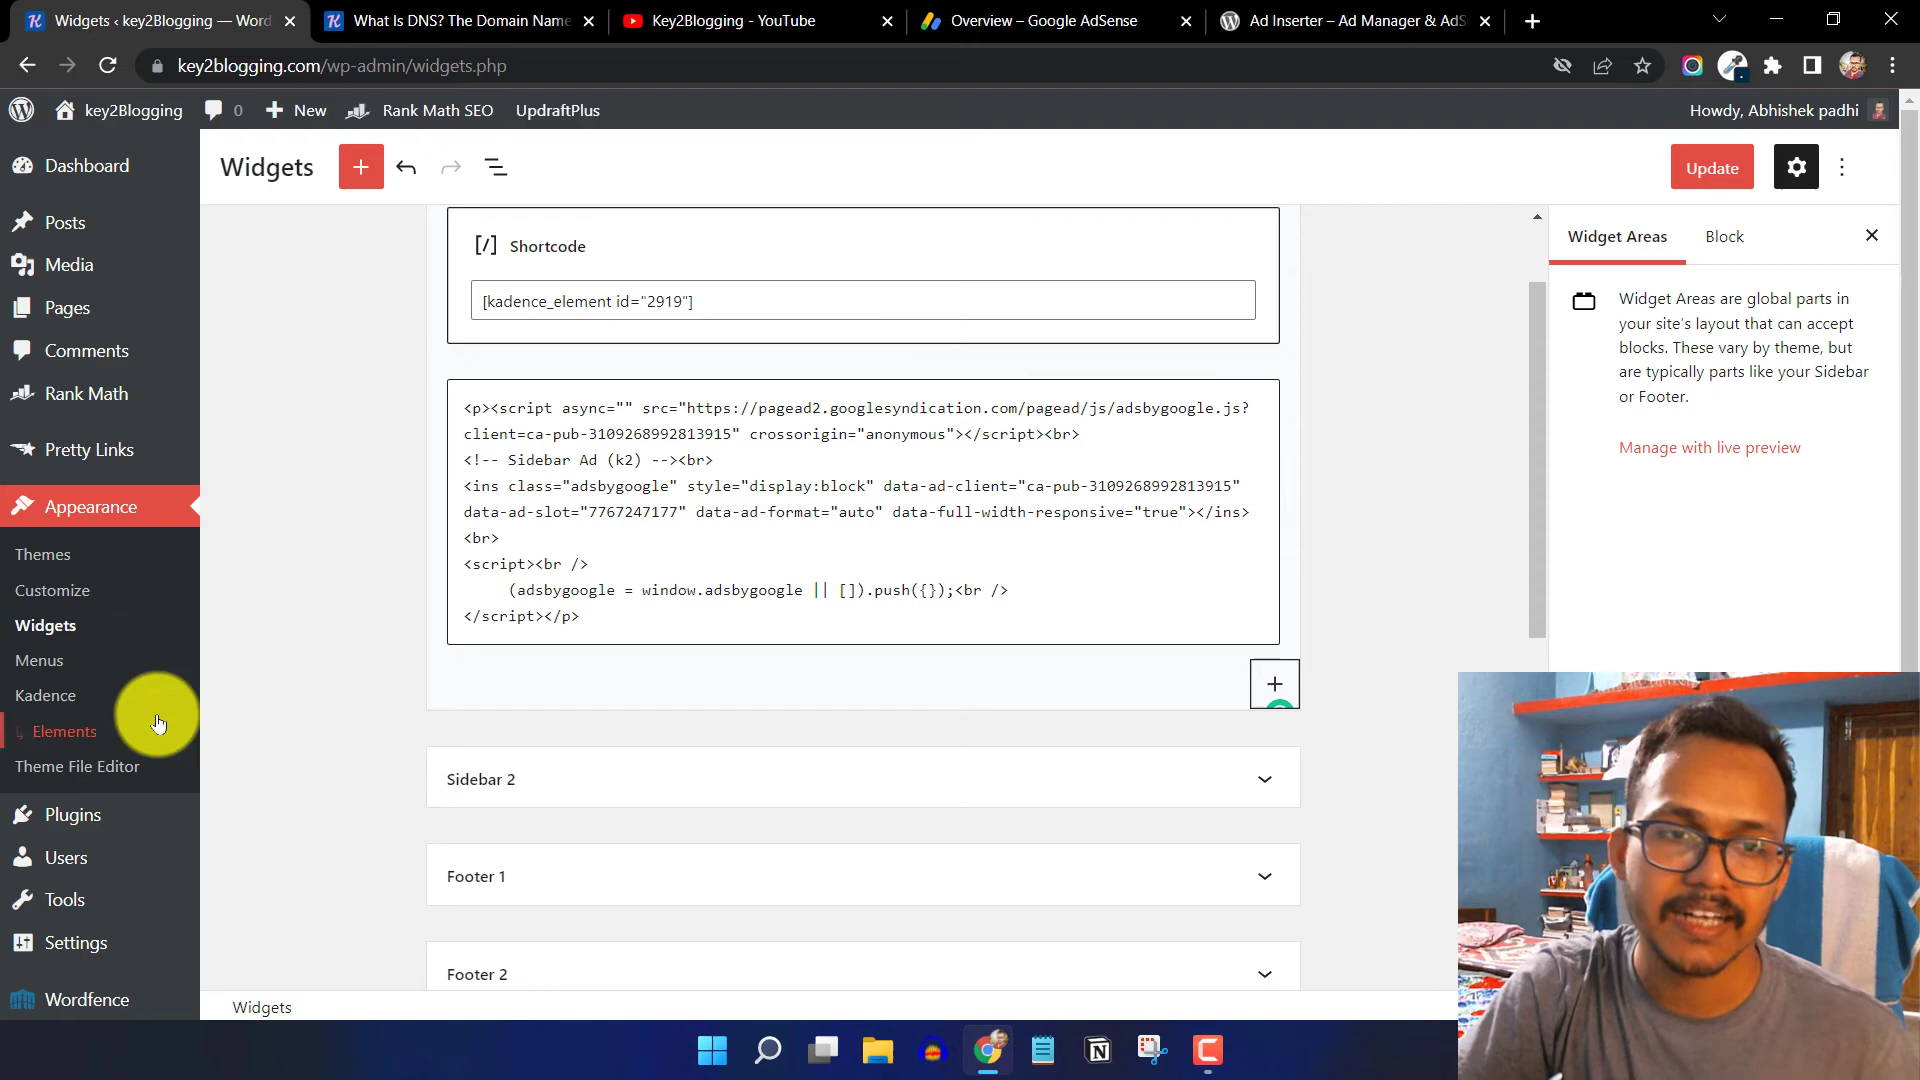 Widgets ‹ key2Blogging — Word
What Is DNS? The Domain Name
Key2Blogging - YouTube
Overview – Google AdSense
Ad Inserter – Ad Manager & AdS
key2blogging.com/wp-admin/widgets.php
key2Blogging
0
New
Rank Math SEO
UpdraftPlus
Howdy, Abhishek padhi
Dashboard
Posts
Media
Pages
Comments
Rank Math
Pretty Links
Appearance
Themes
Customize
Widgets
Menus
Kadence
↳ Elements
Theme File Editor
Plugins
Users
Tools
Settings
Wordfence
Widgets
Update
[/] Shortcode
[kadence_element id="2919"]
<p><script async="" src="https://pagead2.googlesyndication.com/pagead/js/adsbygoogle.js?
client=ca-pub-3109268992813915" crossorigin="anonymous"></script><br>
<!-- Sidebar Ad (k2) --><br>
<ins class="adsbygoogle" style="display:block" data-ad-client="ca-pub-3109268992813915"
data-ad-slot="7767247177" data-ad-format="auto" data-full-width-responsive="true"></ins>
<br>
<script><br />
(adsbygoogle = window.adsbygoogle || []).push({});<br />
</script></p>
Sidebar 2
Footer 1
Footer 2
Widgets
Widget Areas
Block
Widget Areas are global parts in
your site's layout that can accept
blocks. These vary by theme, but
are typically parts like your Sidebar
or Footer.
Manage with live preview